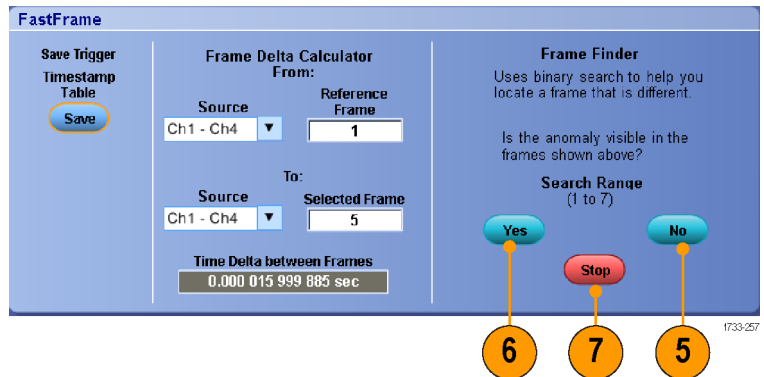 FastFrame
Save Trigger
Timestamp
Table
Save
Frame Delta Calculator
From:
Source
Reference
Frame
Ch1 - Ch4
1
To:
Source
Selected Frame
Ch1 - Ch4
5
Time Delta between Frames
0.000 015 999 885 sec
Frame Finder
Uses binary search to help you
locate a frame that is different.
Is the anomaly visible in the
frames shown above?
Search Range
(1 to 7)
Yes
No
Stop
6
7
5
1733-257